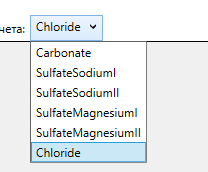 чета: Chloride
Carbonate
SulfateSodiumI
SulfateSodiumII
SulfateMagnesiumI
SulfateMagnesiumII
Chloride